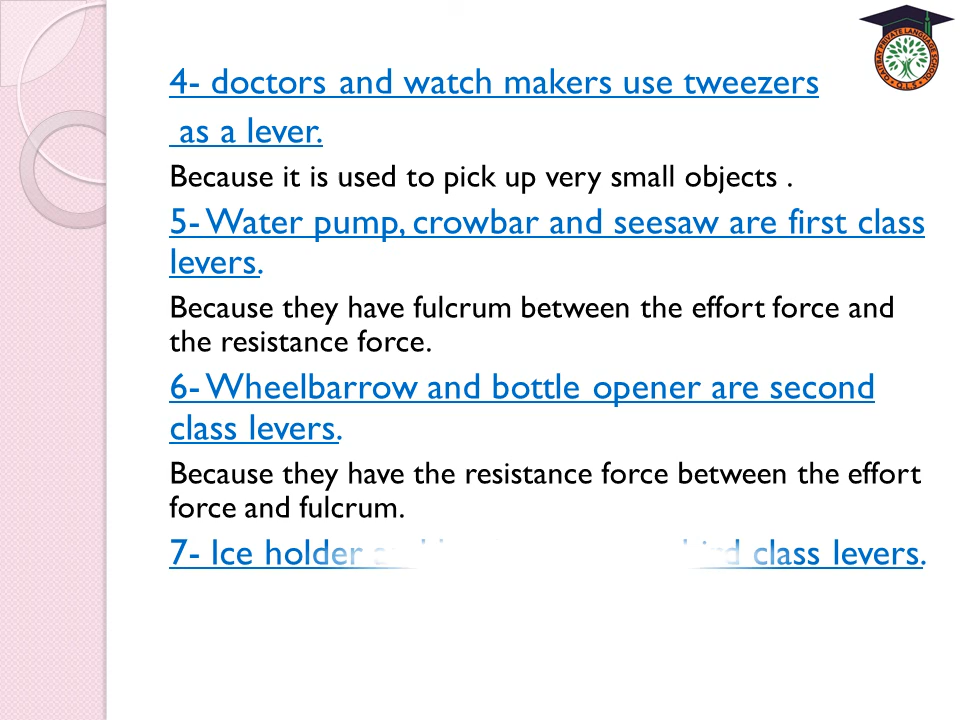 4- doctors and watch makers use tweezers
as a lever.
Because it is used to pick up very small objects .
5- Water pump, crowbar and seesaw are first class
levers.
Because they have fulcrum between the effort force and
the resistance force.
6- Wheelbarrow and bottle opener are second
class levers.
Because they have the resistance force between the effort
force and fulcrum.
7- Ice holder class levers.